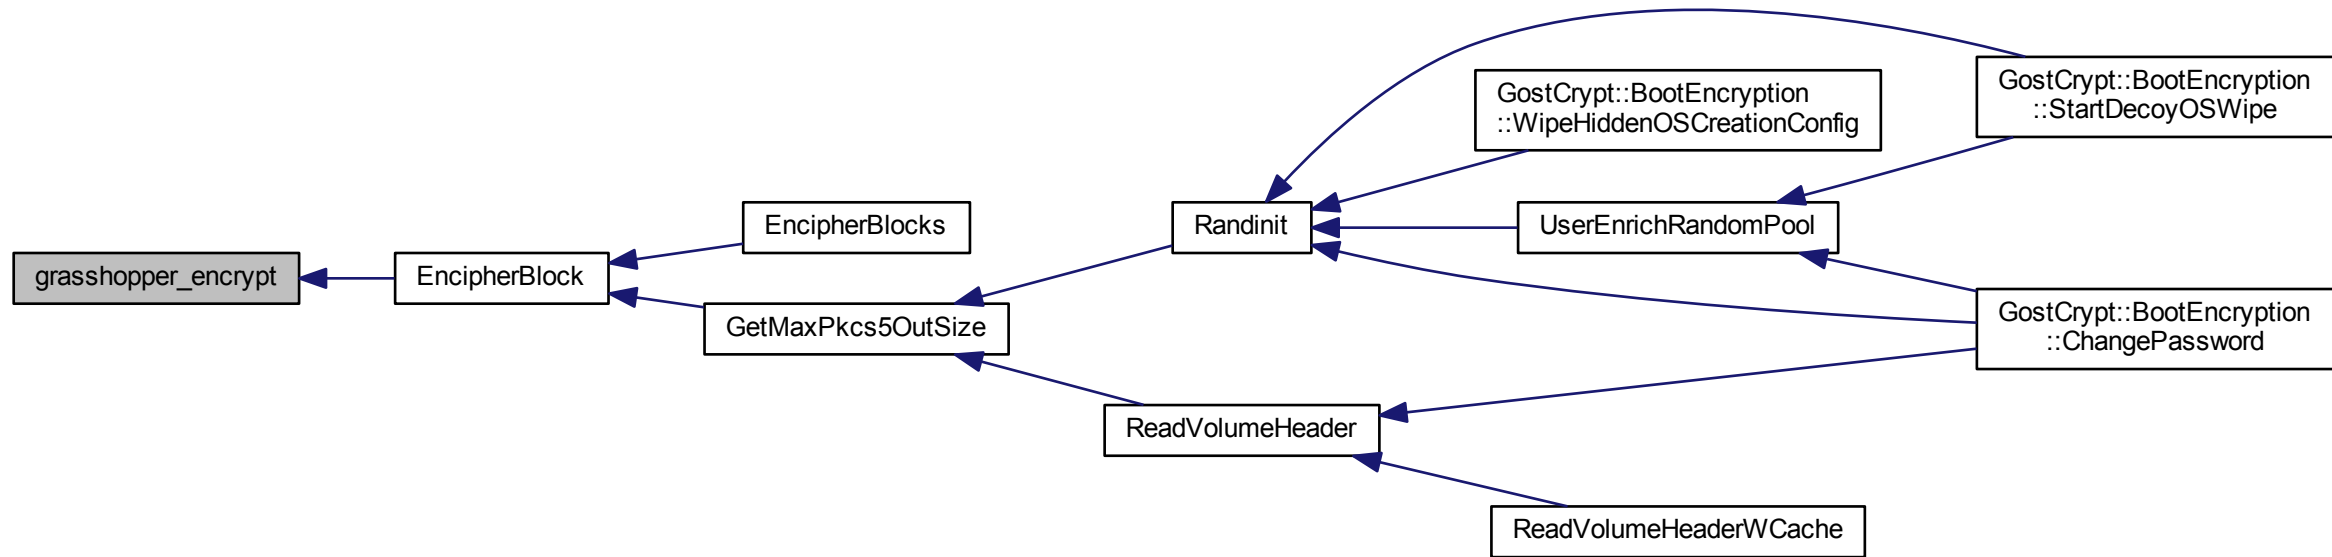 grasshopper_encrypt
EncipherBlock
EncipherBlocks
GetMaxPkcs5OutSize
Randinit
ReadVolumeHeader
GostCrypt::BootEncryption
::WipeHiddenOSCreationConfig
UserEnrichRandomPool
ReadVolumeHeaderWCache
GostCrypt::BootEncryption
::StartDecoyOSWipe
GostCrypt::BootEncryption
::ChangePassword